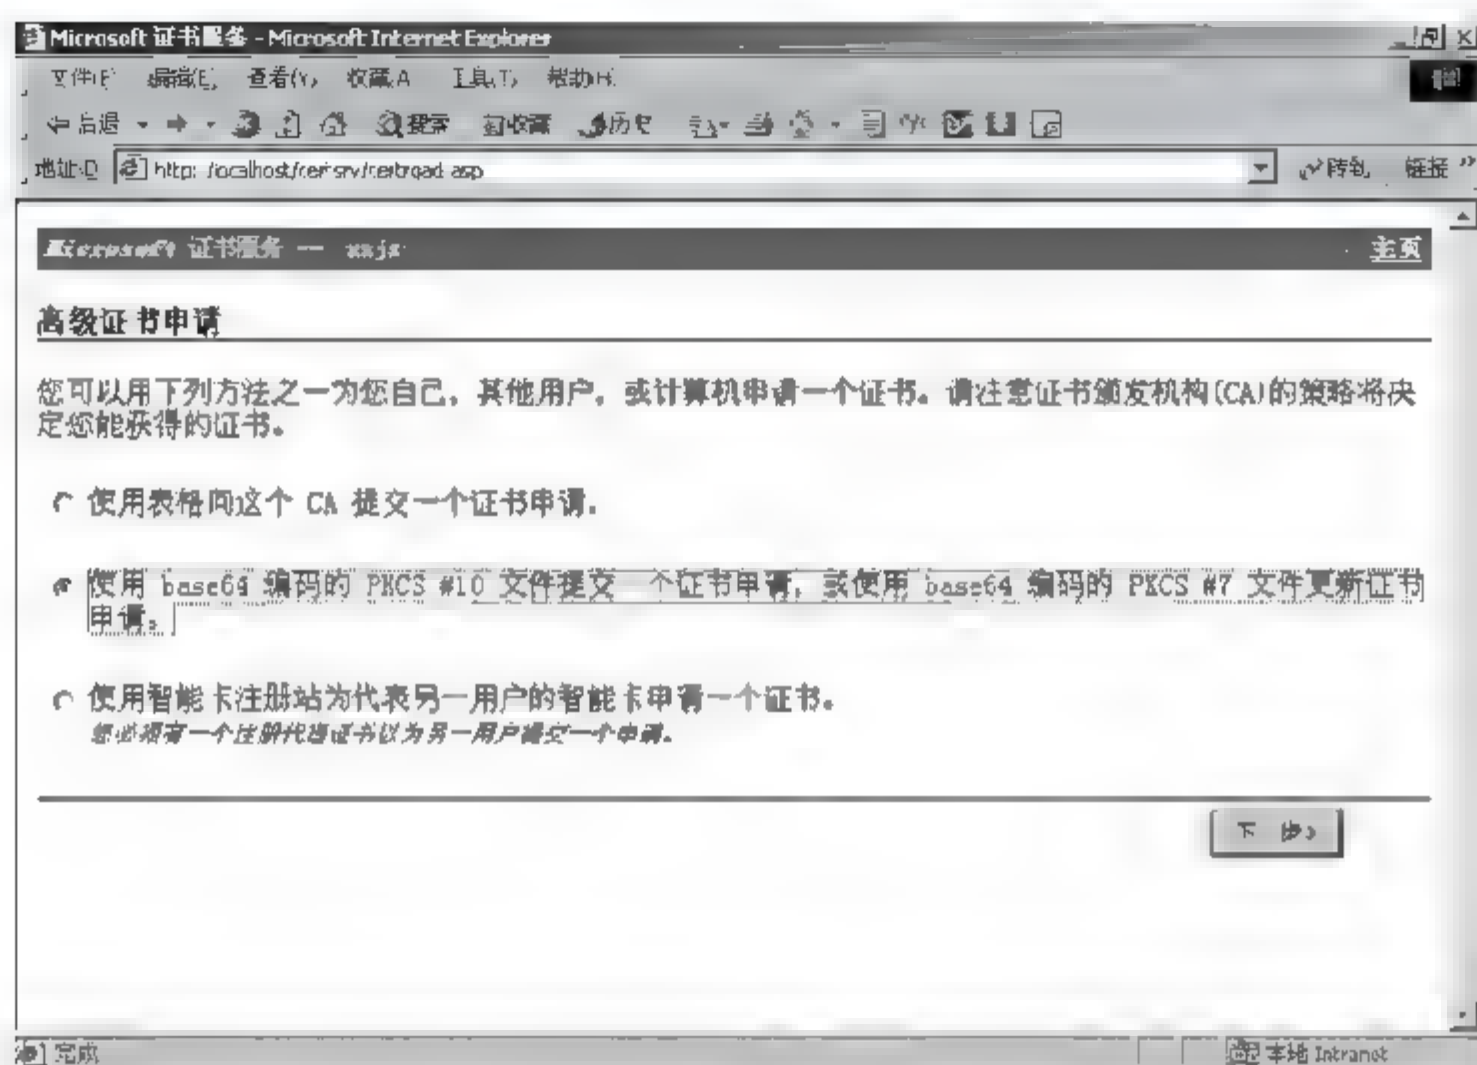 Microsoft 证书服务 - Microsoft Internet Explorer
文件(F) 编辑(E) 查看(V) 收藏(A) 工具(T) 帮助(H)
后退 搜索 收藏 历史
地址(D) http://localhost/certsrv/certrqad.asp 转到 链接 »
Microsoft 证书服务 -- 主页
高级证书申请
您可以用下列方法之一为您自己，其他用户，或计算机申请一个证书。请注意证书颁发机构(CA)的策略将决
定您能获得的证书。
使用表格向这个 CA 提交一个证书申请.
使用 base64 编码的 PKCS #10 文件提交一个证书申请，或使用 base64 编码的 PKCS #7 文件更新证书
申请。
使用智能卡注册站为代表另一用户的智能卡申请一个证书。
您必须有一个注册代理证书以为另一用户提交一个申请。
下一步>
完成 本地 Intranet